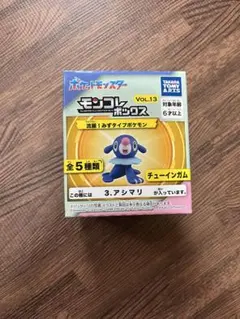 ポケットモンスター
モンコレ
ボックス
VOL.13
TAKARA
TOMY
ARTS
対象年齢
6才以上
流麗!みずタイプポケモン
全5種類
チューインガム
この箱には
3.アシマリ
が入っています。